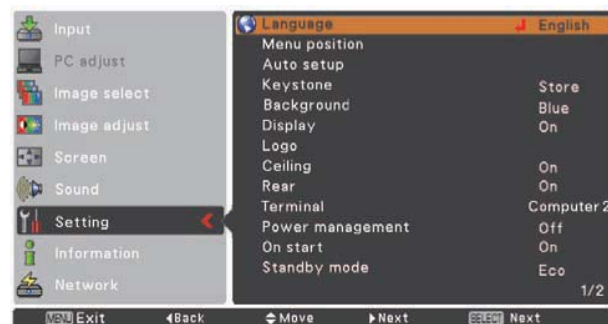 Input
PC adjust
Image select
Image adjust
Screen
Sound
Setting
Information
Network
Language English
Menu position
Auto setup
Keystone Store
Background Blue
Display On
Logo
Ceiling On
Rear On
Terminal Computer 2
Power management Off
On start On
Standby mode Eco
1/2
MENU Exit ◀Back Move ▶Next SELECT Next